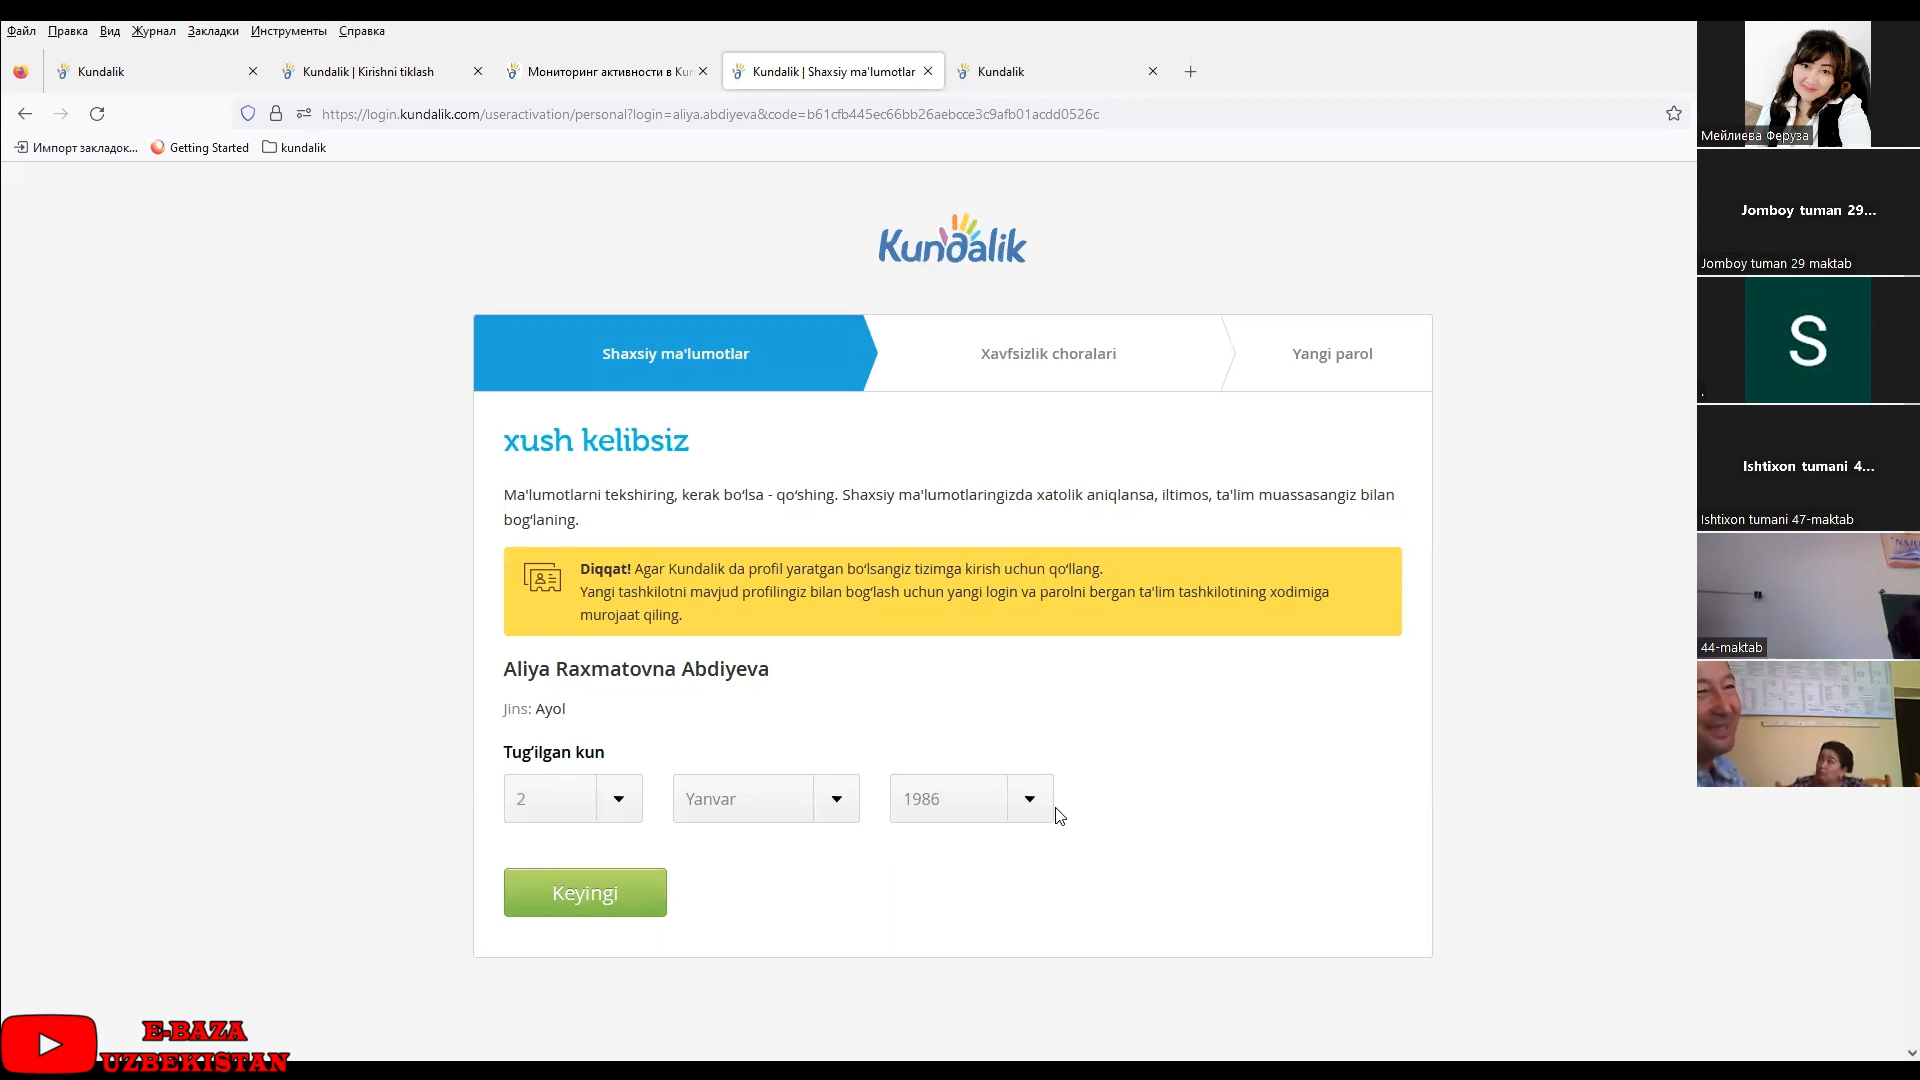 Файл Правка Вид Журнал Закладки Инструменты Справка
Kundalik
Kundalik | Kirishni tiklash
Мониторинг активности в Kun
Kundalik | Shaxsiy ma'lumotlar
Kundalik
https://login.kundalik.com/useractivation/personal?login=aliya.abdiyeva&code=b61cfb445ec66bb26aebcce3c9afb01acdd0526c
Импорт закладок... Getting Started kundalik
Kundalik
Shaxsiy ma'lumotlar
Xavfsizlik choralari
Yangi parol
xush kelibsiz
Ma'lumotlarni tekshiring, kerak bo‘lsa - qo‘shing. Shaxsiy ma'lumotlaringizda xatolik aniqlansa, iltimos, ta'lim muassasangiz bilan
bog‘laning.
Diqqat! Agar Kundalik da profil yaratgan bo‘lsangiz tizimga kirish uchun qo‘llang.
Yangi tashkilotni mavjud profilingiz bilan bog‘lash uchun yangi login va parolni bergan ta'lim tashkilotining xodimiga
murojaat qiling.
Aliya Raxmatovna Abdiyeva
Jins: Ayol
Tug‘ilgan kun
2
Yanvar
1986
Keyingi
E-BAZA
UZBEKISTAN
Мейлиева Феруза
Jomboy tuman 29...
Jomboy tuman 29 maktab
S
.
Ishtixon tumani 4...
Ishtixon tumani 47-maktab
44-maktab